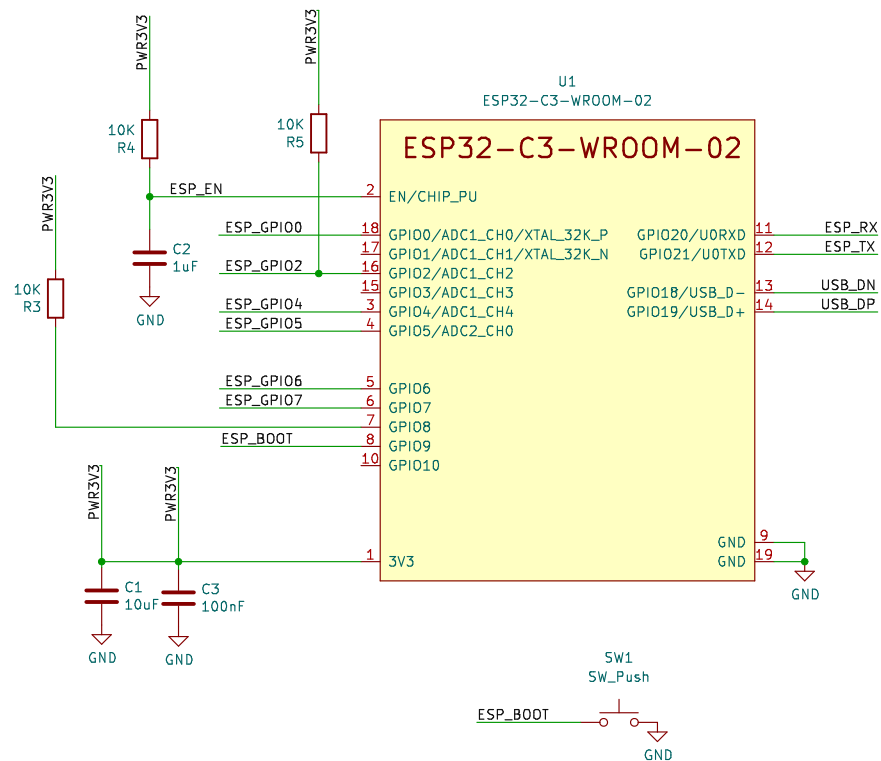 PWR3V3
PWR3V3
U1
ESP32-C3-WROOM-02
10K
R4
10K
R5
ESP32-C3-WROOM-02
PWR3V3
ESP_EN
2
EN/CHIP_PU
ESP_GPIO0
18
GPIO0/ADC1_CH0/XTAL_32K_P
17
GPIO1/ADC1_CH1/XTAL_32K_N
ESP_GPIO2
16
GPIO2/ADC1_CH2
15
GPIO3/ADC1_CH3
ESP_GPIO4
3
GPIO4/ADC1_CH4
ESP_GPIO5
4
GPIO5/ADC2_CH0
GPIO20/U0RXD
11
ESP_RX
GPIO21/U0TXD
12
ESP_TX
GPIO18/USB_D-
13
USB_DN
GPIO19/USB_D+
14
USB_DP
C2
1uF
GND
10K
R3
ESP_GPIO6
5
GPIO6
ESP_GPIO7
6
GPIO7
7
GPIO8
ESP_BOOT
8
GPIO9
10
GPIO10
PWR3V3
PWR3V3
1
3V3
GND
9
GND
19
GND
C1
10uF
C3
100nF
GND
GND
SW1
SW_Push
ESP_BOOT
GND